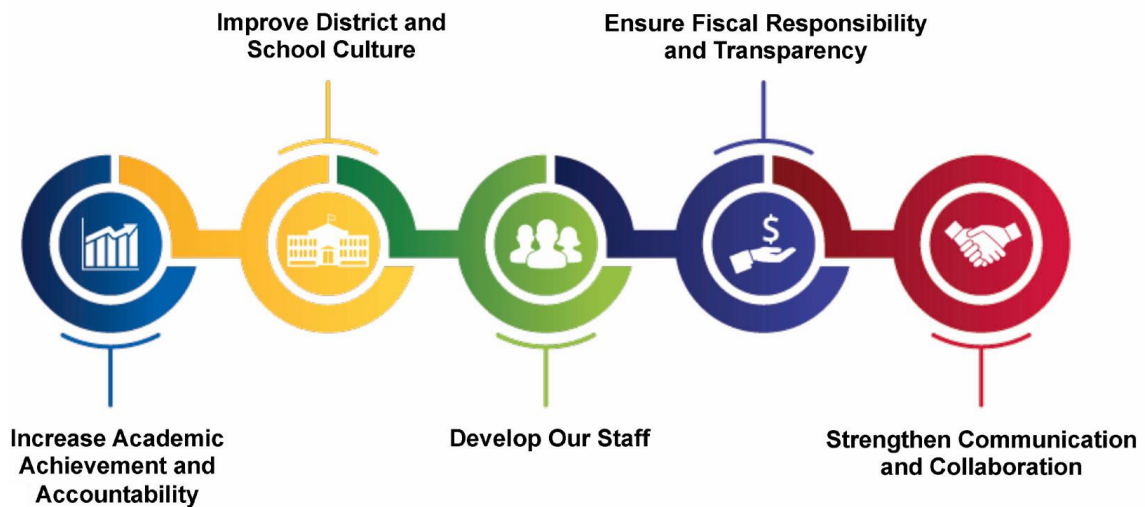 Improve District and
School Culture
Ensure Fiscal Responsibility
and Transparency
$
Increase Academic
Achievement and
Accountability
Develop Our Staff
Strengthen Communication
and Collaboration